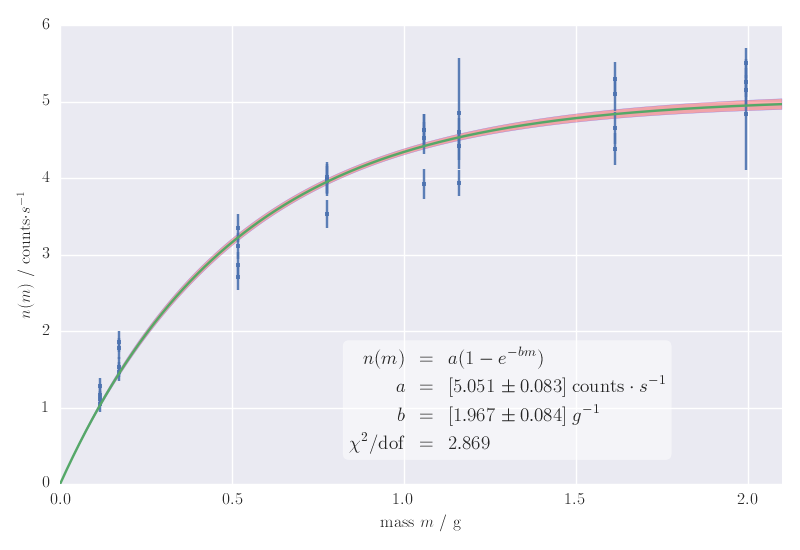 6
5
4
3
2
1
0
n(m) / counts·s⁻¹
n(m) = a(1 − e⁻ᵇᵐ)
a = [5.051 ± 0.083] counts · s⁻¹
b = [1.967 ± 0.084] g⁻¹
χ²/dof = 2.869
0.0 0.5 1.0 1.5 2.0
mass m / g